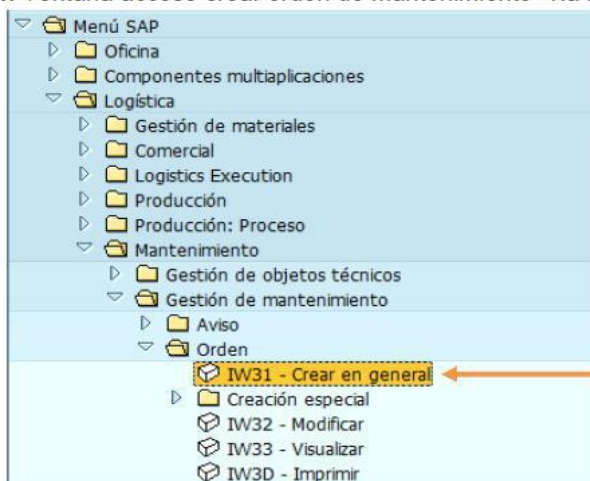 Menú SAP
Oficina
Componentes multiaplicaciones
Logística
Gestión de materiales
Comercial
Logistics Execution
Producción
Producción: Proceso
Mantenimiento
Gestión de objetos técnicos
Gestión de mantenimiento
Aviso
Orden
IW31 - Crear en general
Creación especial
IW32 - Modificar
IW33 - Visualizar
IW3D - Imprimir